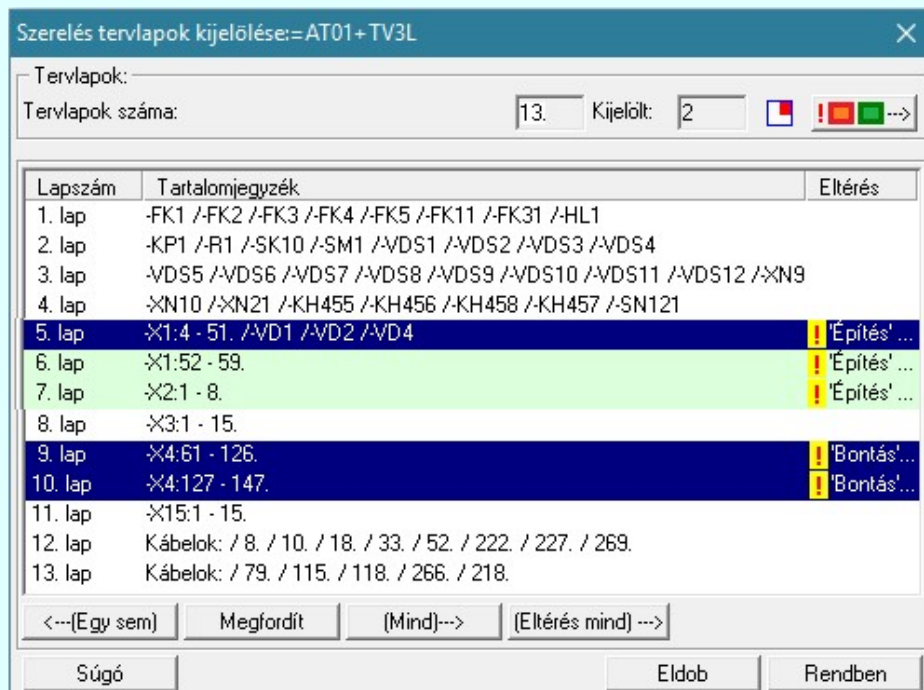 Szerelés tervlapok kijelölése:=AT01+TV3L
Tervlapok:
Tervlapok száma: 13. Kijelölt: 2 ! --->
Lapszám Tartalomjegyzék Eltérés
1. lap -FK1 /-FK2 /-FK3 /-FK4 /-FK5 /-FK11 /-FK31 /-HL1
2. lap -KP1 /-R1 /-SK10 /-SM1 /-VDS1 /-VDS2 /-VDS3 /-VDS4
3. lap -VDS5 /-VDS6 /-VDS7 /-VDS8 /-VDS9 /-VDS10 /-VDS11 /-VDS12 /-XN9
4. lap -XN10 /-XN21 /-KH455 /-KH456 /-KH458 /-KH457 /-SN121
5. lap -X1:4 - 51. /-VD1 /-VD2 /-VD4 ! 'Építés' ...
6. lap -X1:52 - 59. ! 'Építés' ...
7. lap -X2:1 - 8. ! 'Építés' ...
8. lap -X3:1 - 15.
9. lap -X4:61 - 126. ! 'Bontás'...
10. lap -X4:127 - 147. ! 'Bontás'...
11. lap -X15:1 - 15.
12. lap Kábelok: / 8. / 10. / 18. / 33. / 52. / 222. / 227. / 269.
13. lap Kábelok: / 79. / 115. / 118. / 266. / 218.
<---(Egy sem) Megfordít (Mind)---> (Eltérés mind) --->
Súgó Eldob Rendben